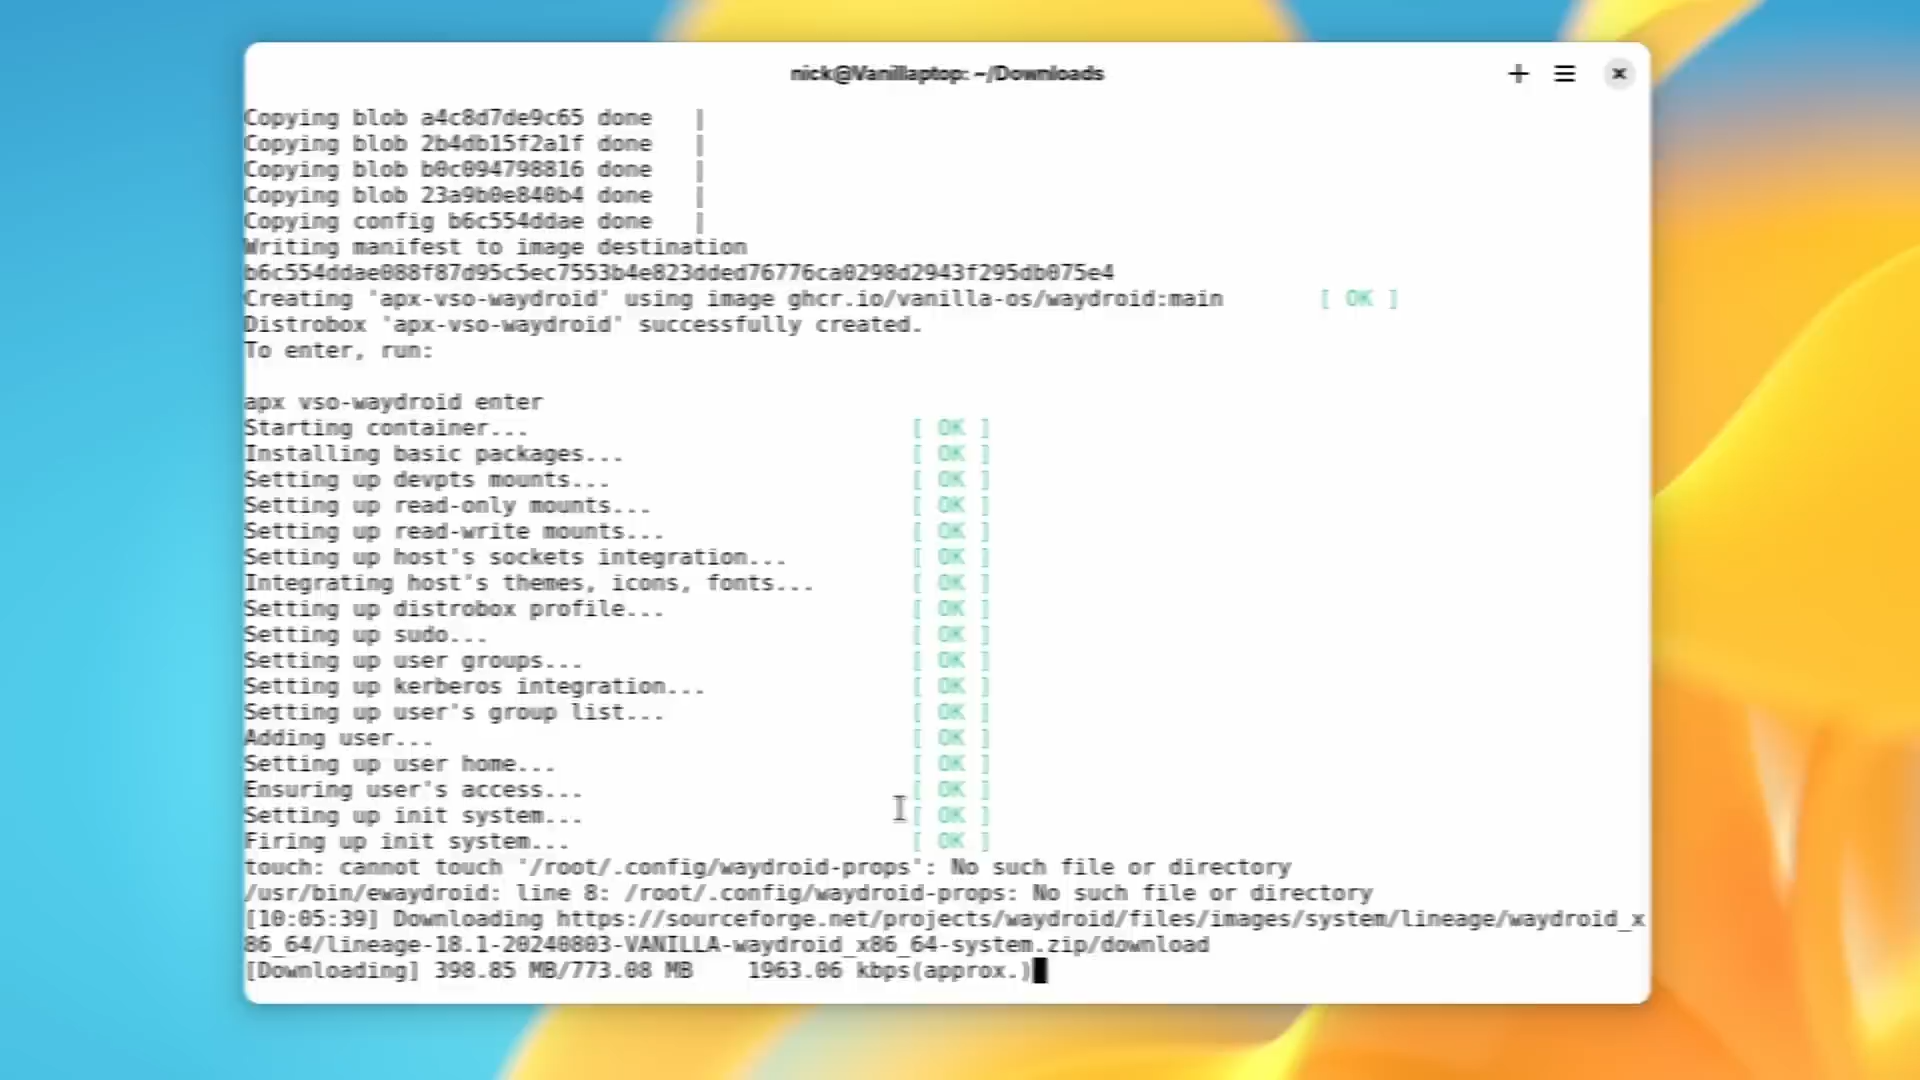 nick@Vanillaptop: ~/Downloads
Copying blob a4c8d7de9c65 done |
Copying blob 2b4db15f2a1f done |
Copying blob b0c094798816 done |
Copying blob 23a9b0e840b4 done |
Copying config b6c554ddae done |
Writing manifest to image destination
b6c554ddae088f87d95c5ec7553b4e823dded76776ca0298d2943f295db075e4
Creating 'apx-vso-waydroid' using image ghcr.io/vanilla-os/waydroid:main [ OK ]
Distrobox 'apx-vso-waydroid' successfully created.
To enter, run:
apx vso-waydroid enter
Starting container... [ OK ]
Installing basic packages... [ OK ]
Setting up devpts mounts... [ OK ]
Setting up read-only mounts... [ OK ]
Setting up read-write mounts... [ OK ]
Setting up host's sockets integration... [ OK ]
Integrating host's themes, icons, fonts... [ OK ]
Setting up distrobox profile... [ OK ]
Setting up sudo... [ OK ]
Setting up user groups... [ OK ]
Setting up kerberos integration... [ OK ]
Setting up user's group list... [ OK ]
Adding user... [ OK ]
Setting up user home... [ OK ]
Ensuring user's access... [ OK ]
Setting up init system... [ OK ]
Firing up init system... [ OK ]
touch: cannot touch '/root/.config/waydroid-props': No such file or directory
/usr/bin/ewaydroid: line 8: /root/.config/waydroid-props: No such file or directory
[10:05:39] Downloading https://sourceforge.net/projects/waydroid/files/images/system/lineage/waydroid_x
86_64/lineage-18.1-20240803-VANILLA-waydroid_x86_64-system.zip/download
[Downloading] 398.85 MB/773.08 MB 1963.06 kbps(approx.)